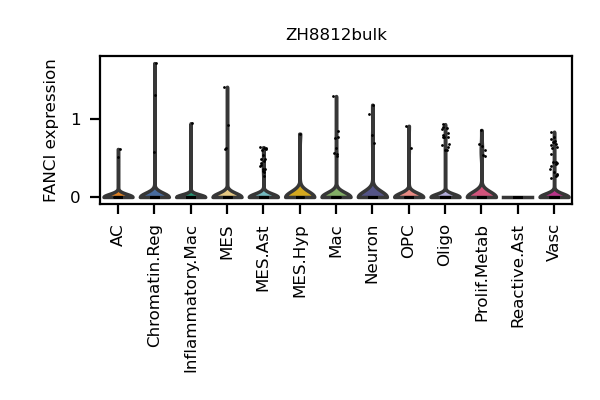 ZH8812bulk
FANCI expression
1
0
AC
Chromatin.Reg
Inflammatory.Mac
MES
MES.Ast
MES.Hyp
Mac
Neuron
OPC
Oligo
Prolif.Metab
Reactive.Ast
Vasc